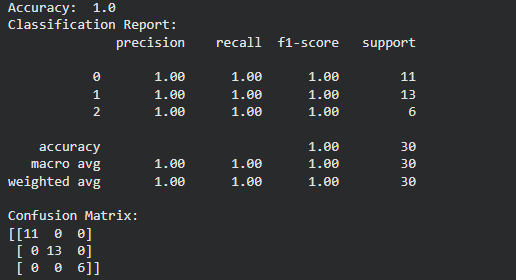 Accuracy:  1.0
Classification Report:
              precision    recall  f1-score   support

           0       1.00      1.00      1.00        11
           1       1.00      1.00      1.00        13
           2       1.00      1.00      1.00         6

    accuracy                           1.00        30
   macro avg       1.00      1.00      1.00        30
weighted avg       1.00      1.00      1.00        30

Confusion Matrix:
[[11  0  0]
 [ 0 13  0]
 [ 0  0  6]]